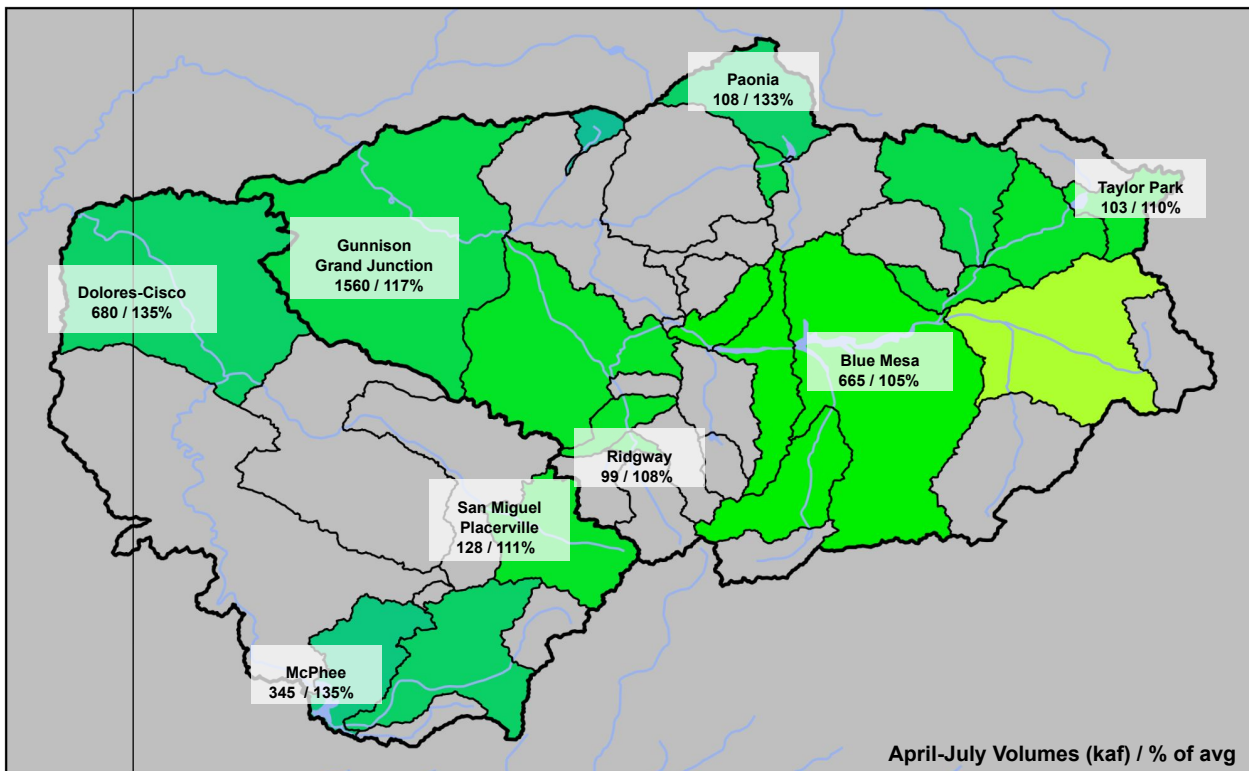 Paonia
108 / 133%
Taylor Park
103 / 110%
Gunnison
Grand Junction
1560 / 117%
Dolores-Cisco
680 / 135%
Blue Mesa
665 / 105%
Ridgway
99 / 108%
San Miguel
Placerville
128 / 111%
McPhee
345 / 135%
April-July Volumes (kaf) / % of avg